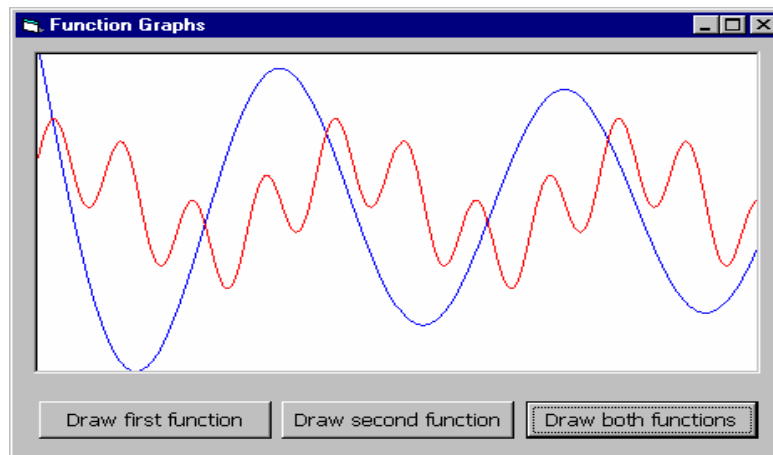 Function Graphs
Draw first function
Draw second function
Draw both functions